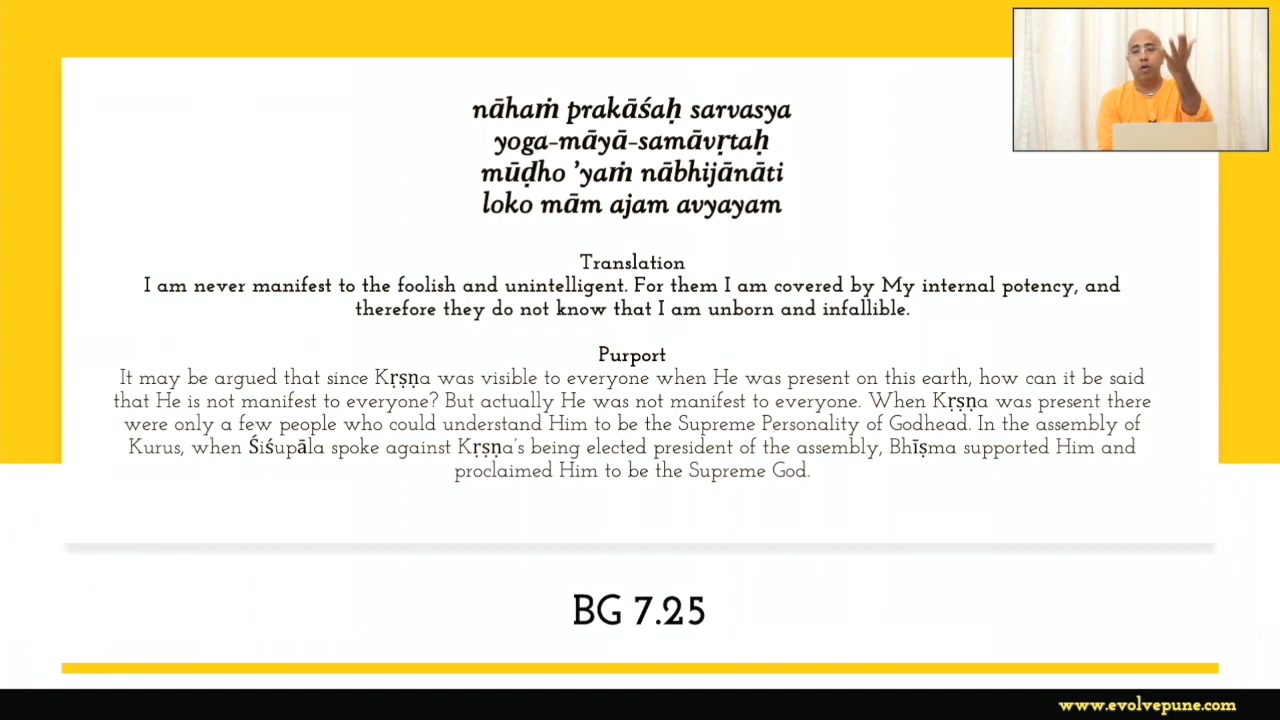 nāhaṁ prakāśaḥ sarvasya
yoga-māyā-samāvṛtaḥ
mūḍho ’yaṁ nābhijānāti
loko mām ajam avyayam
Translation
I am never manifest to the foolish and unintelligent. For them I am covered by My internal potency, and
therefore they do not know that I am unborn and infallible.
Purport
It may be argued that since Kṛṣṇa was visible to everyone when He was present on this earth, how can it be said
that He is not manifest to everyone? But actually He was not manifest to everyone. When Kṛṣṇa was present there
were only a few people who could understand Him to be the Supreme Personality of Godhead. In the assembly of
Kurus, when Śiśupāla spoke against Kṛṣṇa's being elected president of the assembly, Bhīṣma supported Him and
proclaimed Him to be the Supreme God.
BG 7.25
www.evolvepune.com